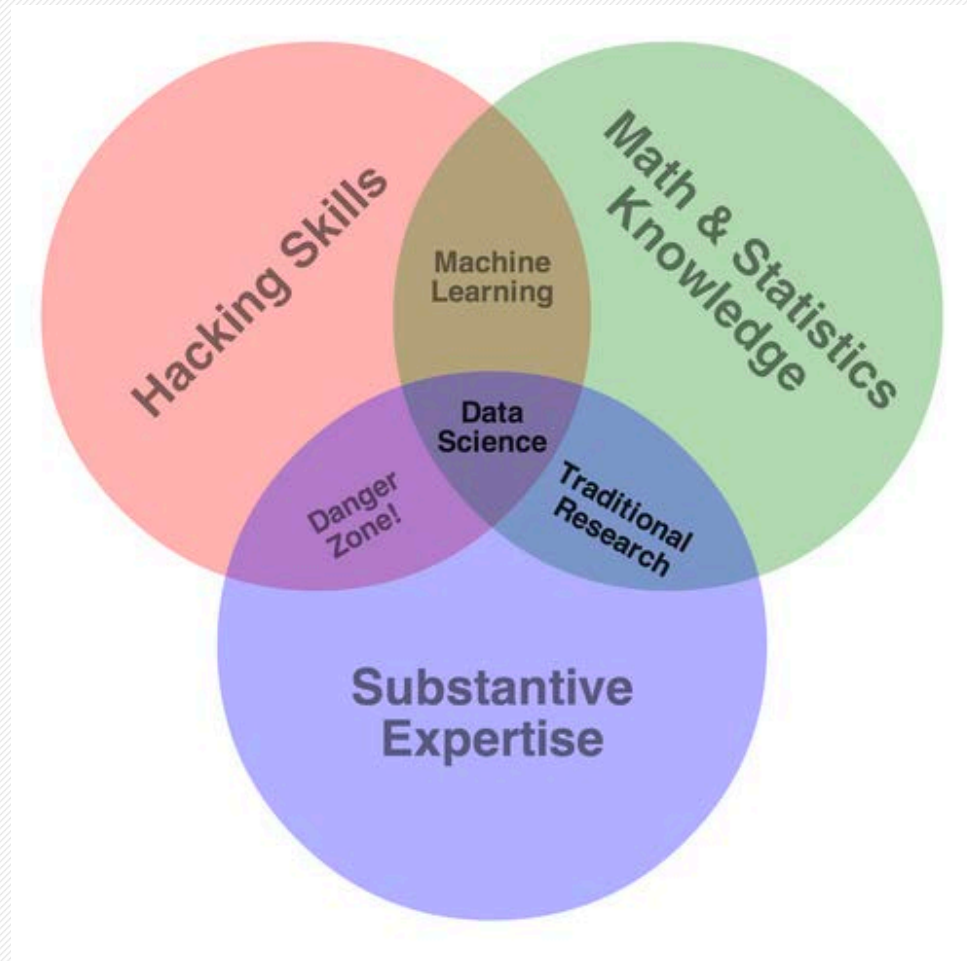 Hacking Skills
Math & Statistics
Knowledge
Machine
Learning
Data
Science
Danger
Zone!
Traditional
Research
Substantive
Expertise